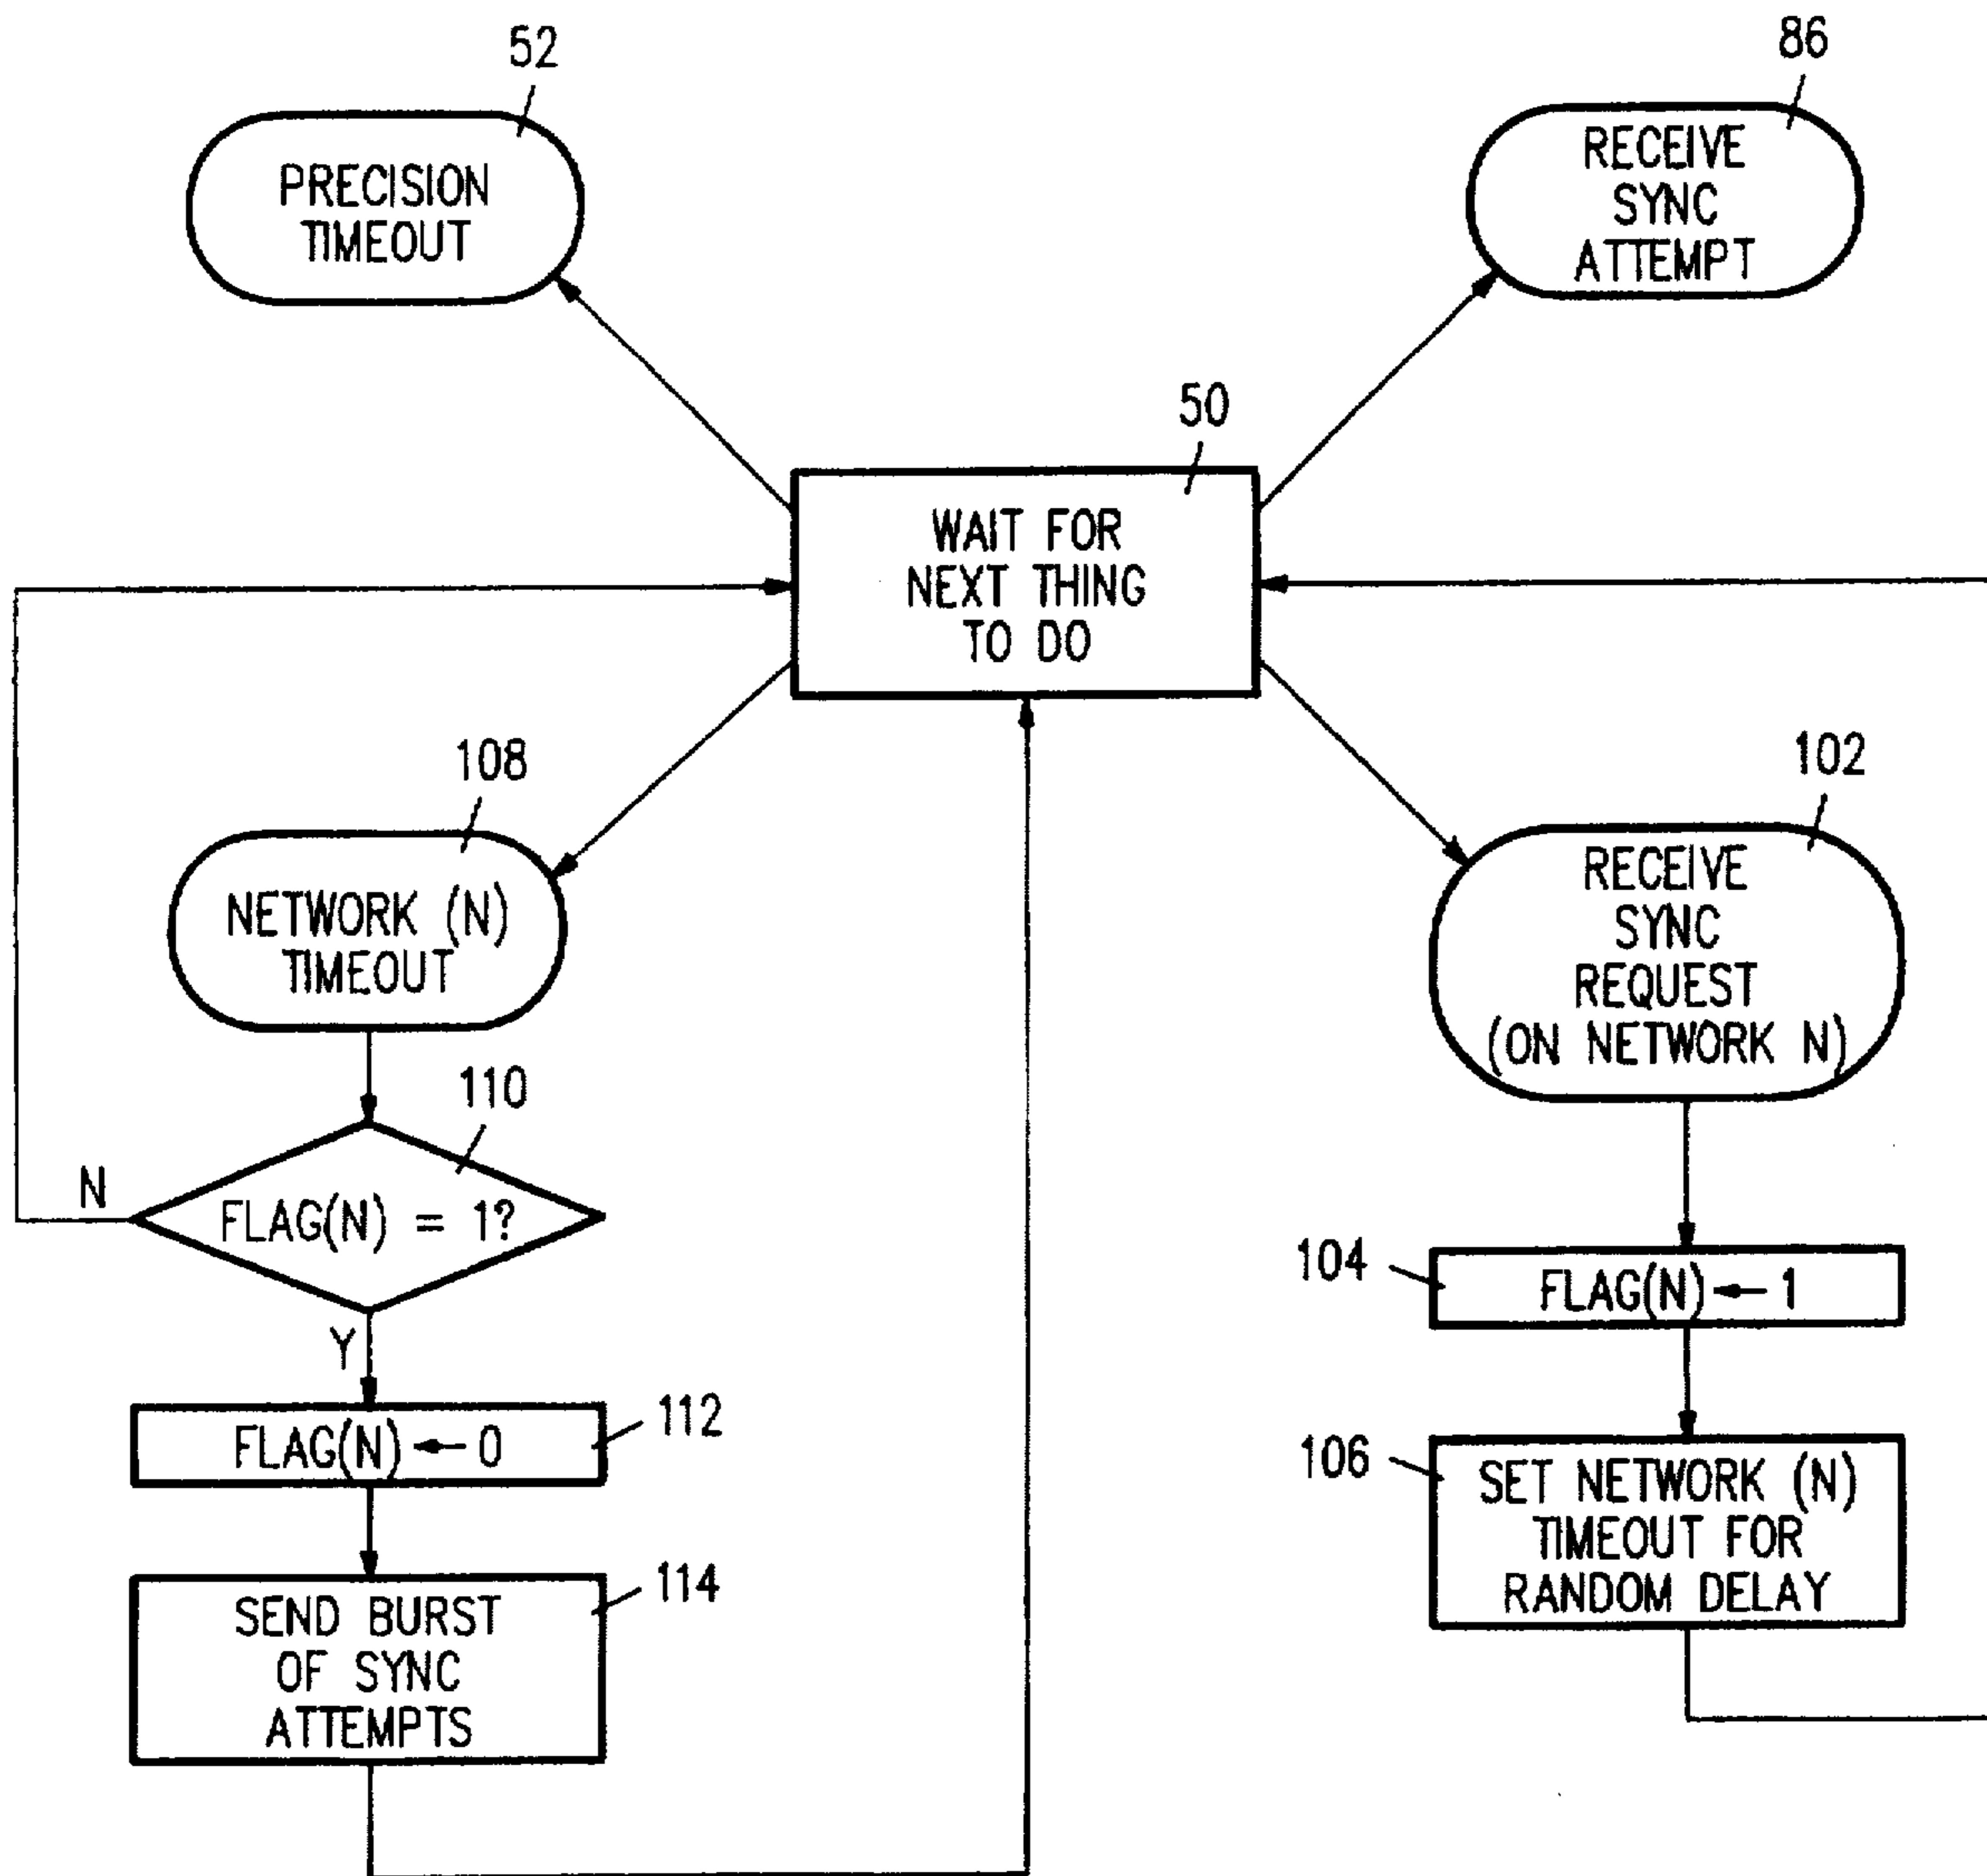 52
PRECISION
TIMEOUT
86
RECEIVE
SYNC
ATTEMPT
50
WAIT FOR
NEXT THING
TO DO
108
NETWORK (N)
TIMEOUT
102
RECEIVE
SYNC
REQUEST
(ON NETWORK N)
110
N
FLAG(N) = 1?
Y
104
FLAG(N) ← 1
112
FLAG(N) ← 0
106
SET NETWORK (N)
TIMEOUT FOR
RANDOM DELAY
114
SEND BURST
OF SYNC
ATTEMPTS